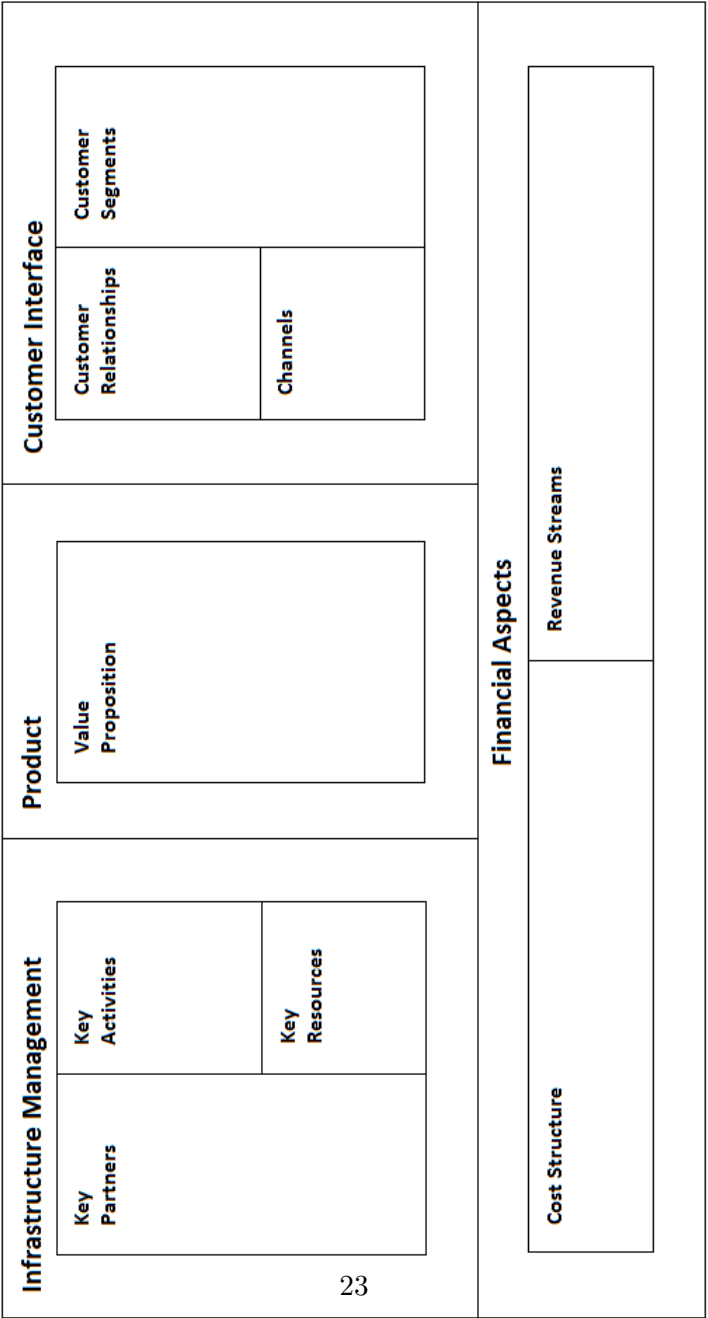 Infrastructure Management
Key
Partners
Key
Activities
Key
Resources
Product
Value
Proposition
Customer Interface
Customer
Relationships
Channels
Customer
Segments
Financial Aspects
Cost Structure
Revenue Streams
23